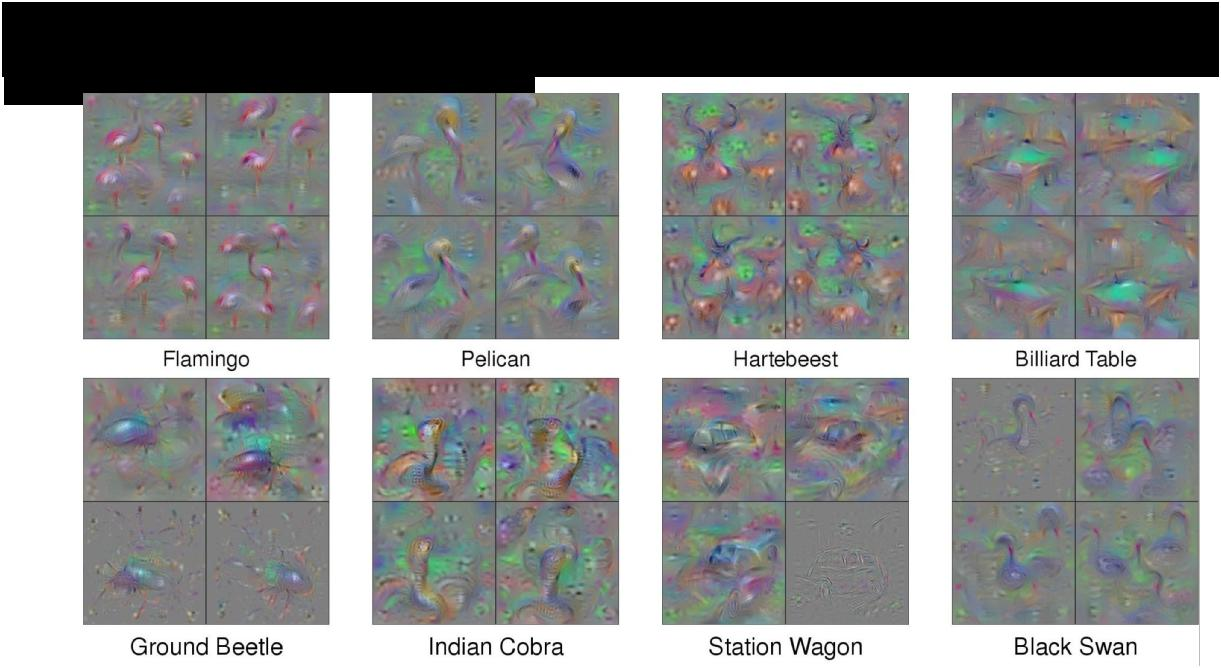 Flamingo
Pelican
Hartebeest
Billiard Table
Ground Beetle
Indian Cobra
Station Wagon
Black Swan